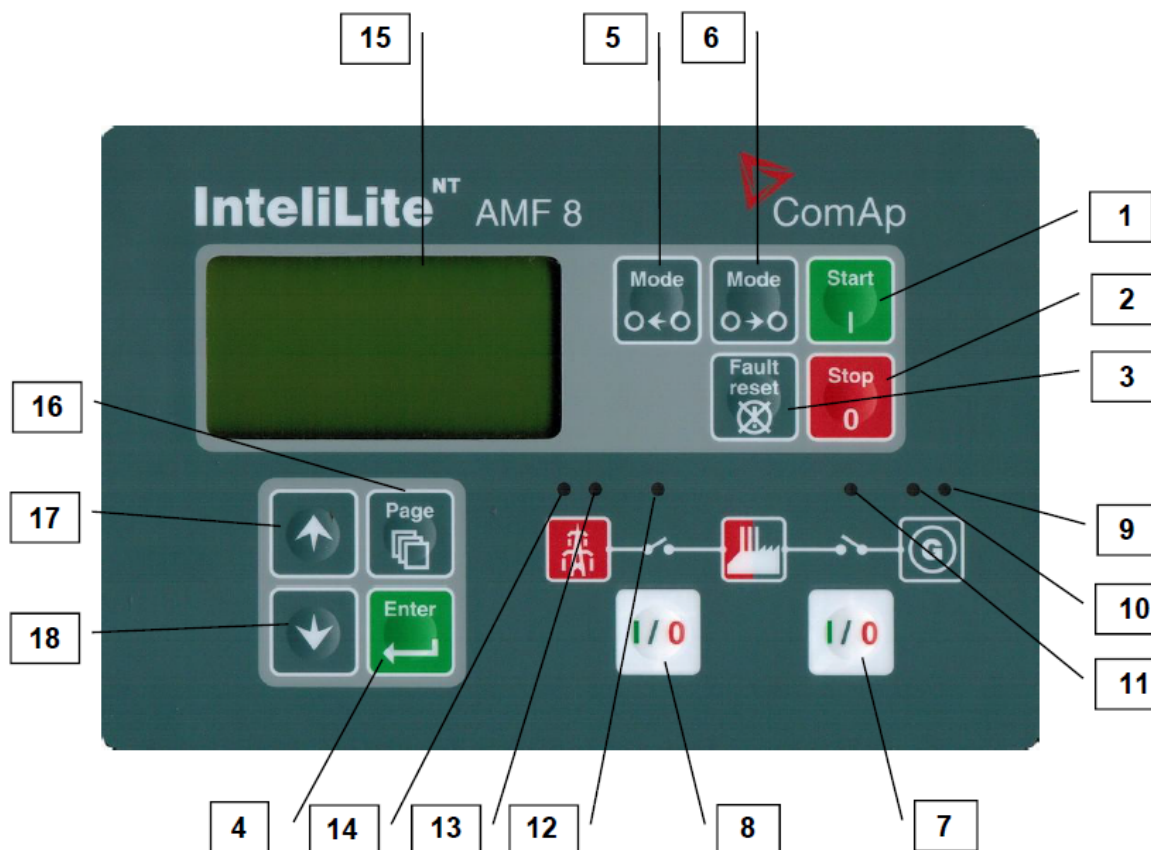 15
5
6
InteliLite NT AMF 8
ComAp
1
Mode
Mode
Start
I
2
Fault
reset
Stop
0
3
16
17
Page
9
G
10
18
Enter
I / 0
I / 0
11
4
14
13
12
8
7